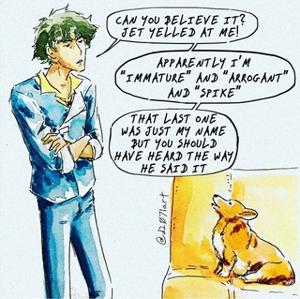 CAN YOU BELIEVE IT?
JET YELLED AT ME!
APPARENTLY I'M
"IMMATURE" AND "ARROGANT"
AND "SPIKE"
THAT LAST ONE
WAS JUST MY NAME
BUT YOU SHOULD
HAVE HEARD THE WAY
HE SAID IT
@d2071art